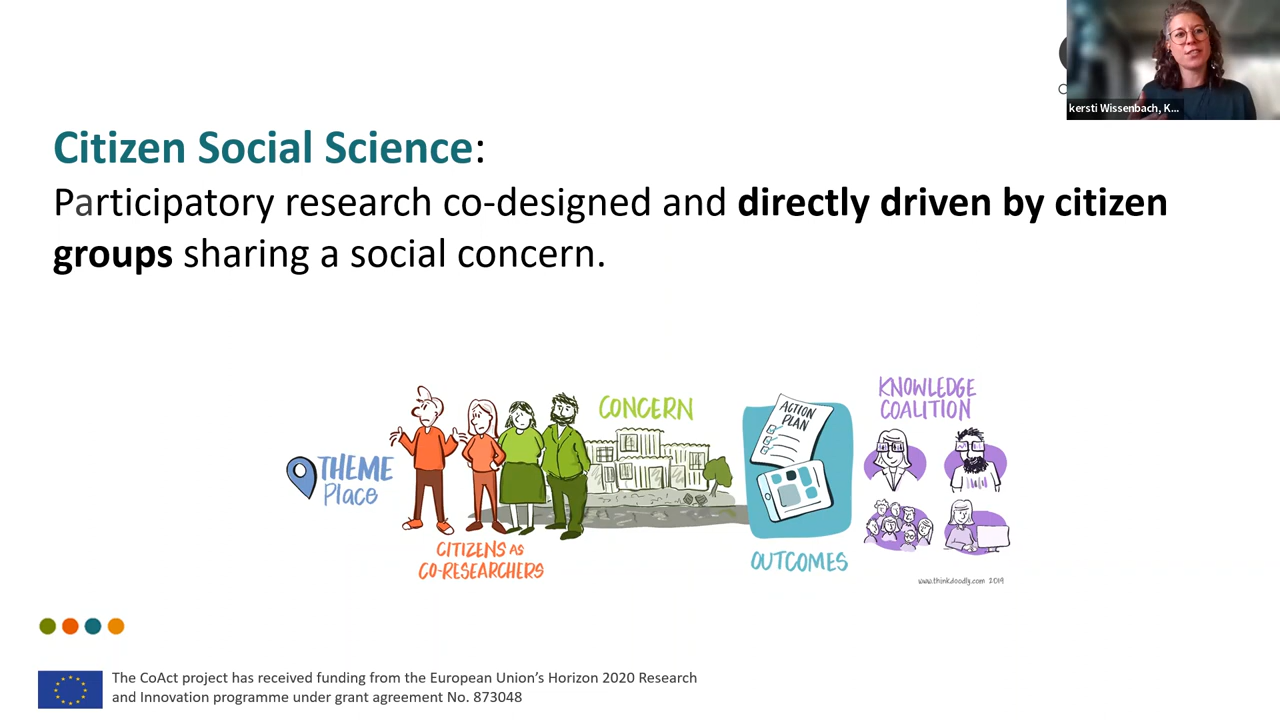 kersti Wissenbach, K...
Citizen Social Science:
Participatory research co-designed and directly driven by citizen
groups sharing a social concern.
THEME
Place
CITIZENS AS
CO-RESEARCHERS
CONCERN
ACTION
PLAN
OUTCOMES
KNOWLEDGE
COALITION
www.thinkdoodly.com 2019
The CoAct project has received funding from the European Union's Horizon 2020 Research
and Innovation programme under grant agreement No. 873048